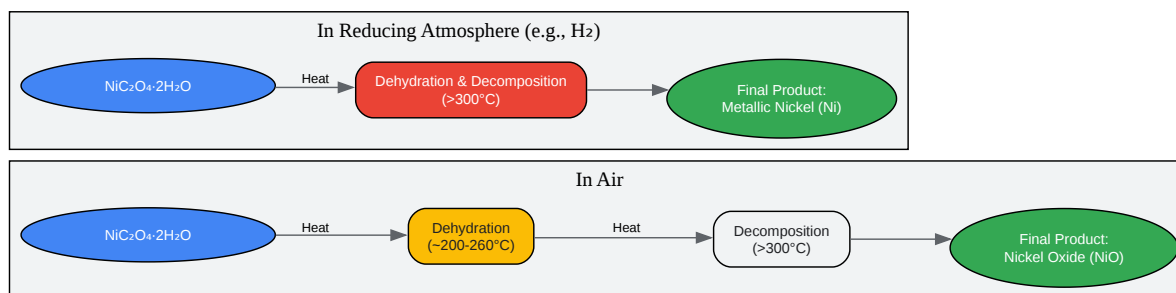 In Reducing Atmosphere (e.g., H₂)
NiC₂O₄·2H₂O
Heat
Dehydration & Decomposition
(>300°C)
Final Product:
Metallic Nickel (Ni)
In Air
NiC₂O₄·2H₂O
Heat
Dehydration
(~200-260°C)
Heat
Decomposition
(>300°C)
Final Product:
Nickel Oxide (NiO)